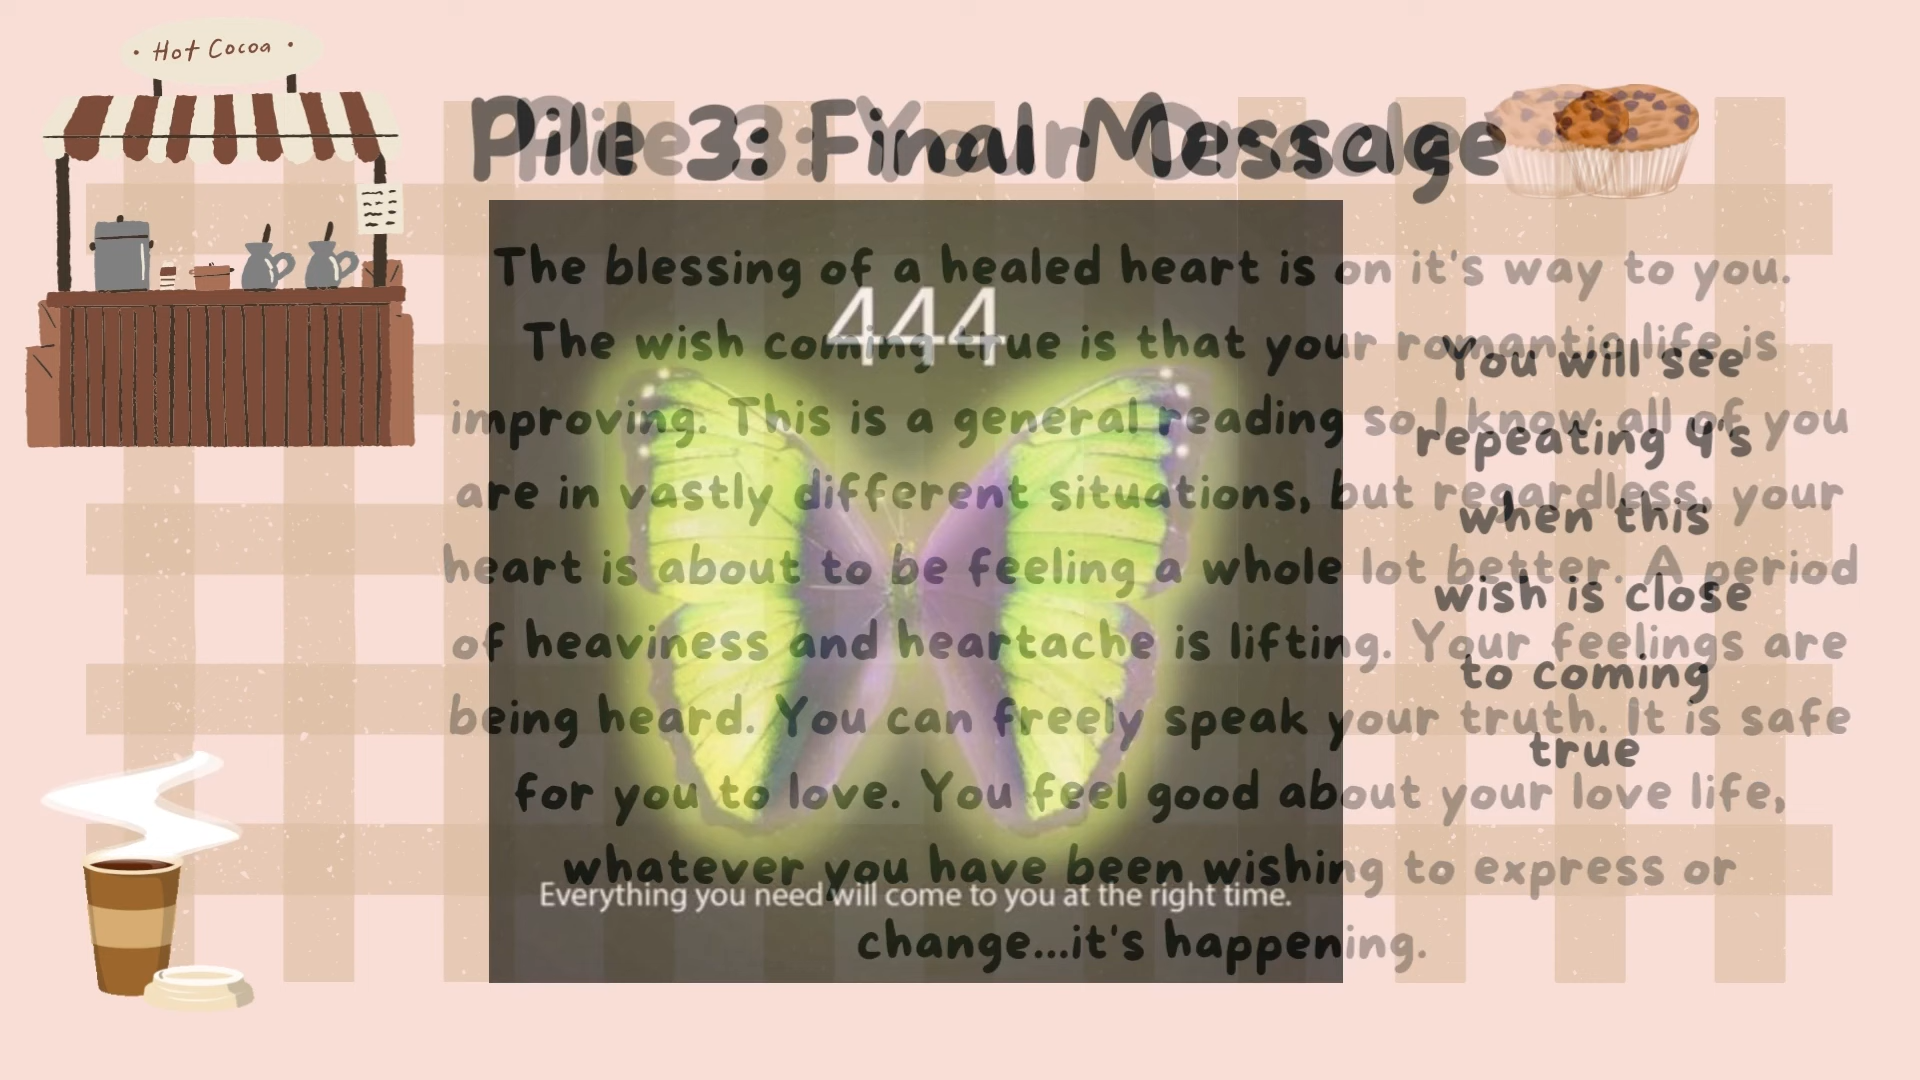 Hot Cocoa
Pile 3: Final Message
The blessing of a healed heart is on it's way to you.
The wish coming true is that your romantic life is
improving. This is a general reading so I know all of you
are in vastly different situations, but regardless, your
heart is about to be feeling a whole lot better. A period
of heaviness and heartache is lifting. Your feelings are
being heard. You can freely speak your truth. It is safe
for you to love. You feel good about your love life,
whatever you have been wishing to express or
change...it's happening.
444
Everything you need will come to you at the right time.
You will see
repeating 4's
when this
wish is close
to coming
true